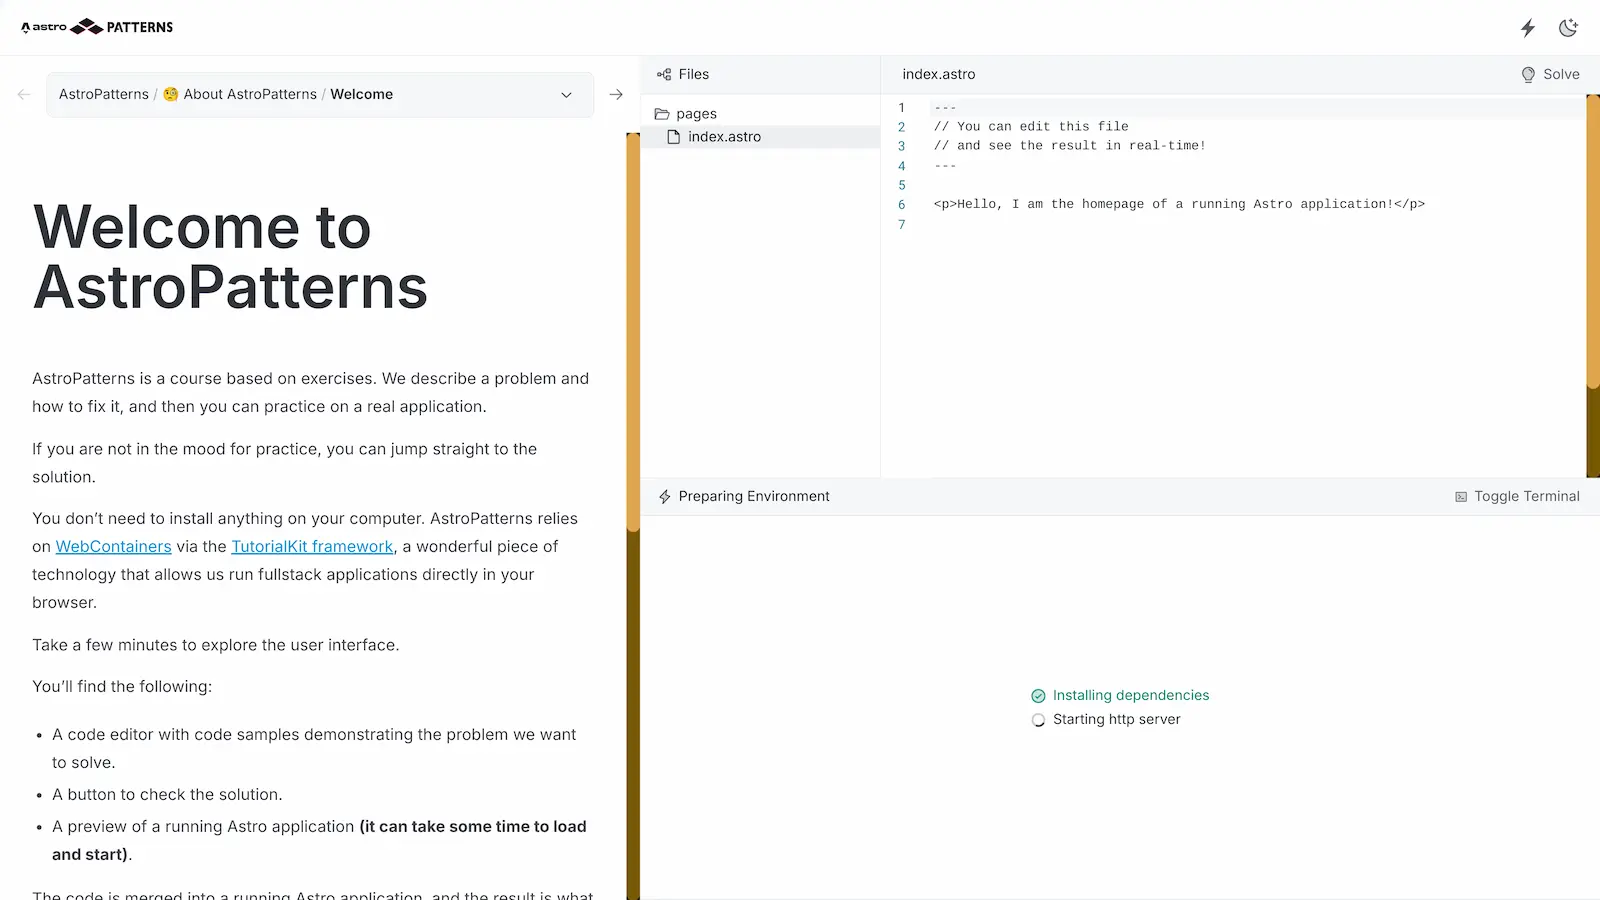 astro PATTERNS
AstroPatterns / 🧐 About AstroPatterns / Welcome
Welcome to
AstroPatterns
AstroPatterns is a course based on exercises. We describe a problem and
how to fix it, and then you can practice on a real application.
If you are not in the mood for practice, you can jump straight to the
solution.
You don’t need to install anything on your computer. AstroPatterns relies
on WebContainers via the TutorialKit framework, a wonderful piece of
technology that allows us run fullstack applications directly in your
browser.
Take a few minutes to explore the user interface.
You’ll find the following:
• A code editor with code samples demonstrating the problem we want
to solve.
• A button to check the solution.
• A preview of a running Astro application (it can take some time to load
and start).
The code is merged into a running Astro application, and the result is what
Files
pages
index.astro
index.astro
Solve
1 ---
2 // You can edit this file
3 // and see the result in real-time!
4 ---
5
6 <p>Hello, I am the homepage of a running Astro application!</p>
7
Preparing Environment
Toggle Terminal
Installing dependencies
Starting http server